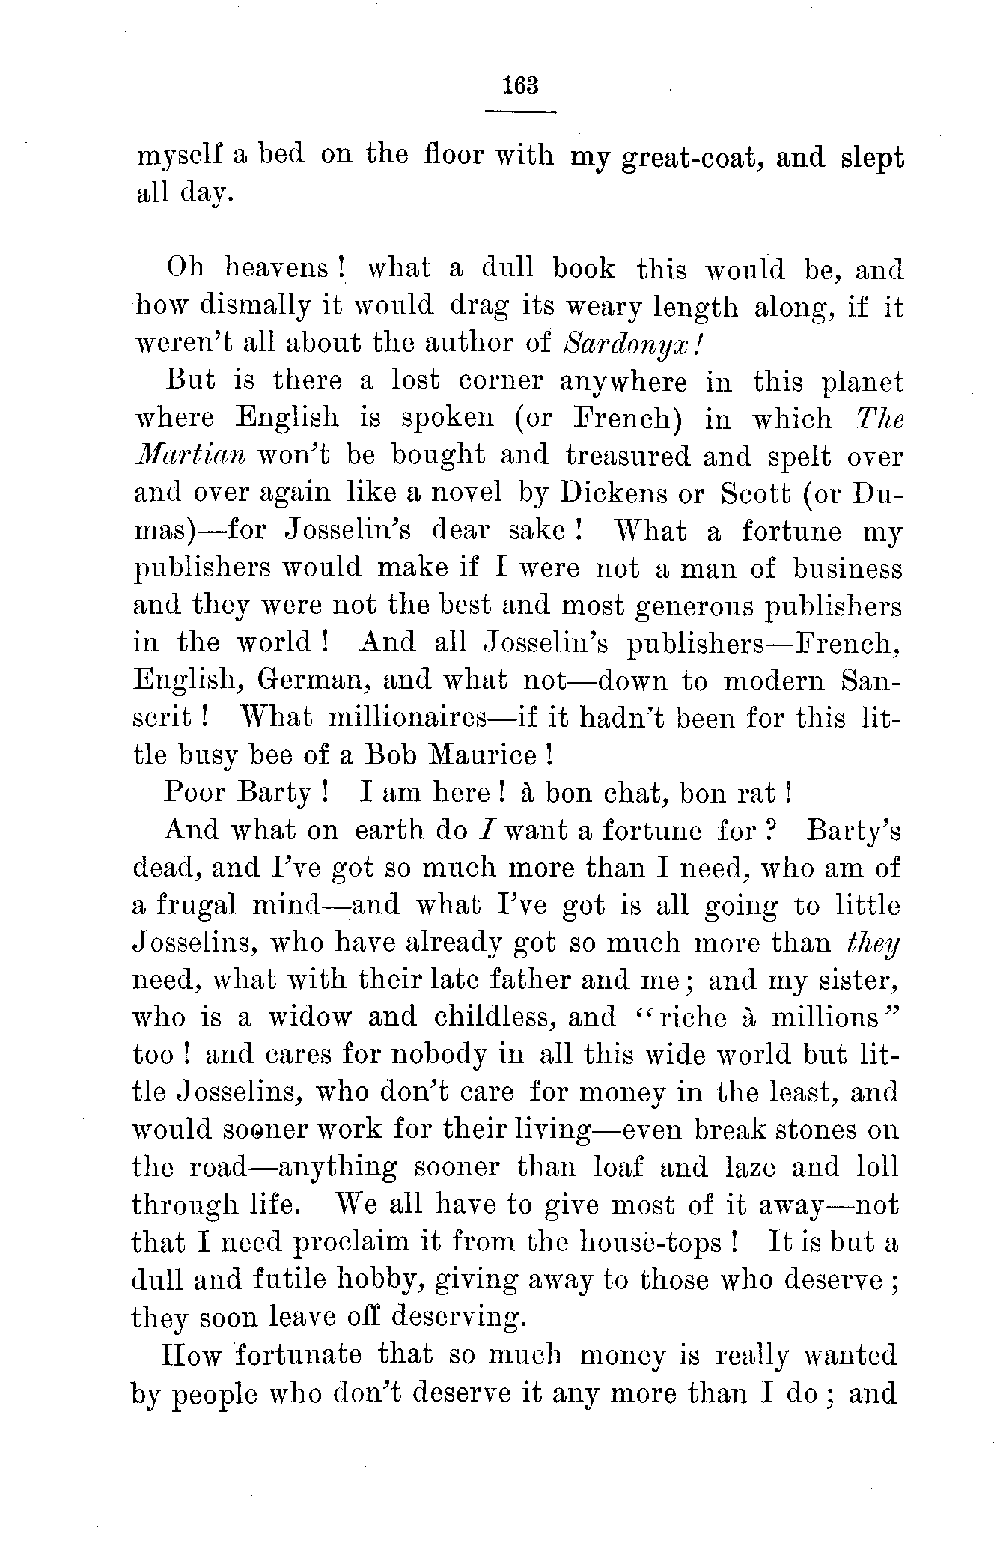 163
myself a bed on the floor with my great-coat, and slept
all day.
Oh heavens! what a dull book this would be, and
how dismally it would drag its weary length along, if it
weren't all about the author of Sardonyx!
But is there a lost corner anywhere in this planet
where English is spoken (or French) in which The
Martian won't be bought and treasured and spelt over
and over again like a novel by Dickens or Scott (or Du-
mas)—for Josselin's dear sake! What a fortune my
publishers would make if I were not a man of business
and they were not the best and most generous publishers
in the world! And all Josselin's publishers—French,
English, German, and what not—down to modern San-
scrit! What millionaires—if it hadn't been for this lit-
tle busy bee of a Bob Maurice!
Poor Barty! I am here! à bon chat, bon rat!
And what on earth do I want a fortune for? Barty's
dead, and I've got so much more than I need, who am of
a frugal mind—and what I've got is all going to little
Josselins, who have already got so much more than they
need, what with their late father and me; and my sister,
who is a widow and childless, and "riche à millions"
too! and cares for nobody in all this wide world but lit-
tle Josselins, who don't care for money in the least, and
would sooner work for their living—even break stones on
the road—anything sooner than loaf and laze and loll
through life. We all have to give most of it away—not
that I need proclaim it from the house-tops! It is but a
dull and futile hobby, giving away to those who deserve;
they soon leave off deserving.
How fortunate that so much money is really wanted
by people who don't deserve it any more than I do; and